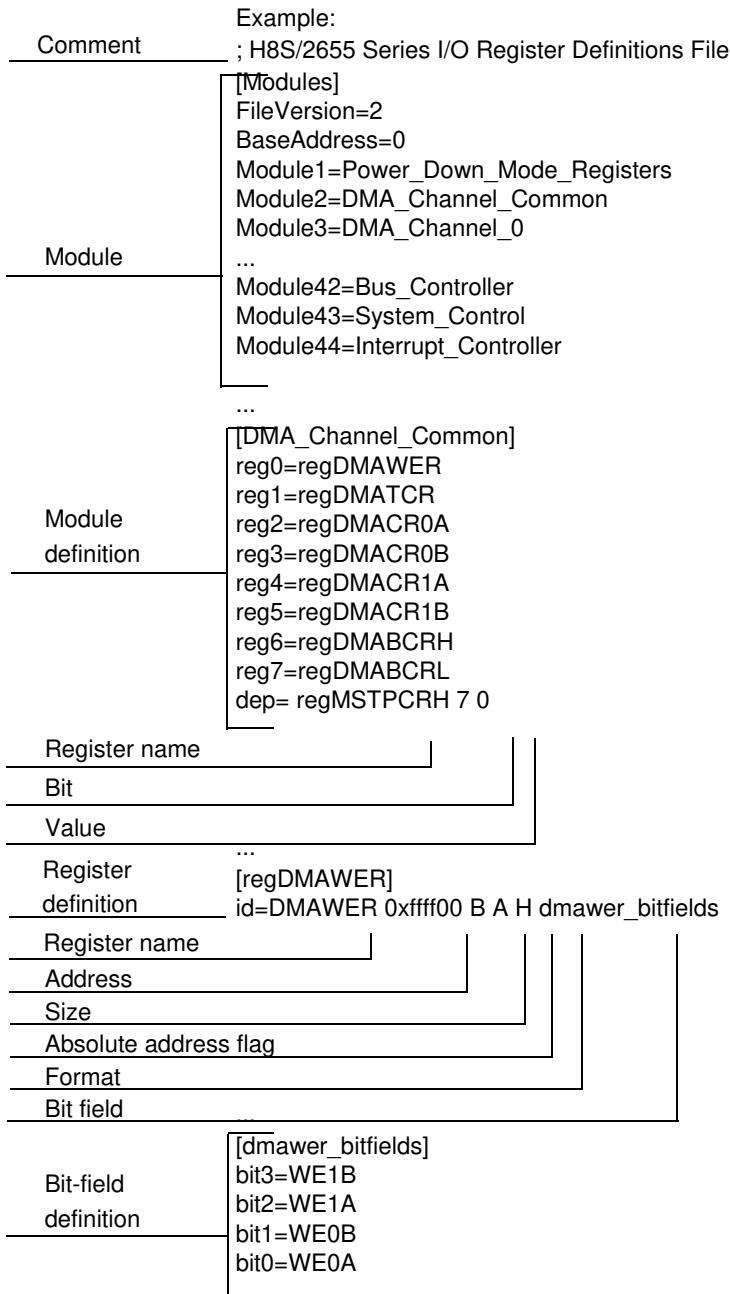 Example:
Comment
; H8S/2655 Series I/O Register Definitions File
[Modules]
FileVersion=2
BaseAddress=0
Module1=Power_Down_Mode_Registers
Module2=DMA_Channel_Common
Module3=DMA_Channel_0
Module
...
Module42=Bus_Controller
Module43=System_Control
Module44=Interrupt_Controller
...
[DMA_Channel_Common]
reg0=regDMAWER
reg1=regDMATCR
Module
definition
reg2=regDMACR0A
reg3=regDMACR0B
reg4=regDMACR1A
reg5=regDMACR1B
reg6=regDMABCRH
reg7=regDMABCRL
dep= regMSTPCRH 7 0
Register name
Bit
Value
...
Register
definition
[regDMAWER]
id=DMAWER 0xffff00 B A H dmawer_bitfields
Register name
Address
Size
Absolute address flag
Format
Bit field
...
[dmawer_bitfields]
Bit-field
definition
bit3=WE1B
bit2=WE1A
bit1=WE0B
bit0=WE0A